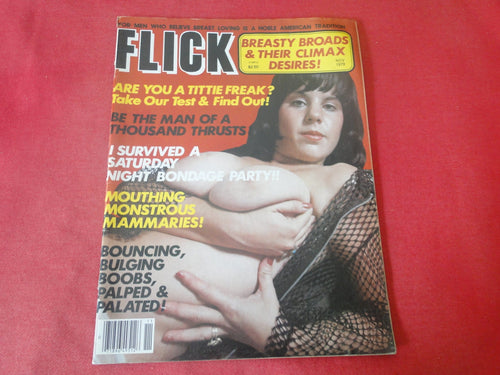 FOR MEN WHO BELIEVE BREAST LOVING IS A NOBLE AMERICAN TRADITION
FLICK
BREASTY BROADS
& THEIR CLIMAX
DESIRES!
NOV.
1978
ARE YOU A TITTIE FREAK?
Take Our Test & Find Out!
BE THE MAN OF A
THOUSAND THRUSTS
I SURVIVED A
SATURDAY
NIGHT BONDAGE PARTY!!
MOUTHING
MONSTROUS
MAMMARIES!
BOUNCING,
BULGING
BOOBS,
PALPED &
PALATED!